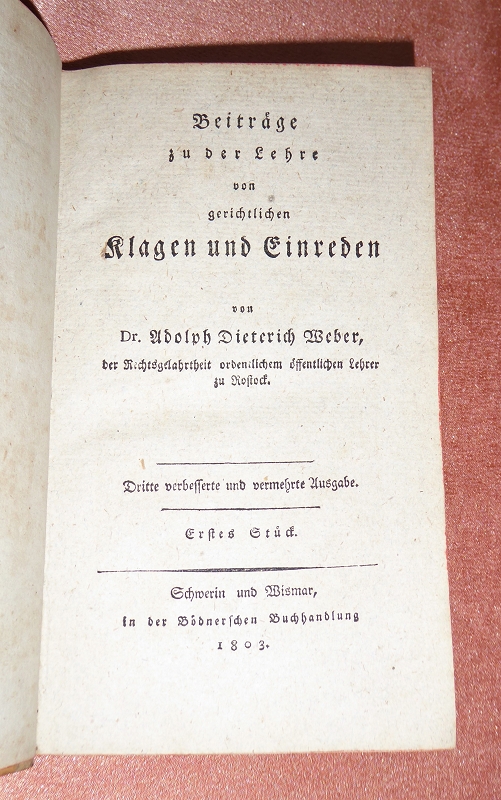 Beiträge
zu der Lehre
von
gerichtlichen
Klagen und Einreden
von
Dr. Adolph Dieterich Weber,
der Rechtsgelahrtheit ordentlichem öffentlichen Lehrer
zu Rostock.
Dritte verbesserte und vermehrte Ausgabe.
Erstes Stück.
Schwerin und Wismar,
in der Bödnerschen Buchhandlung
1803.